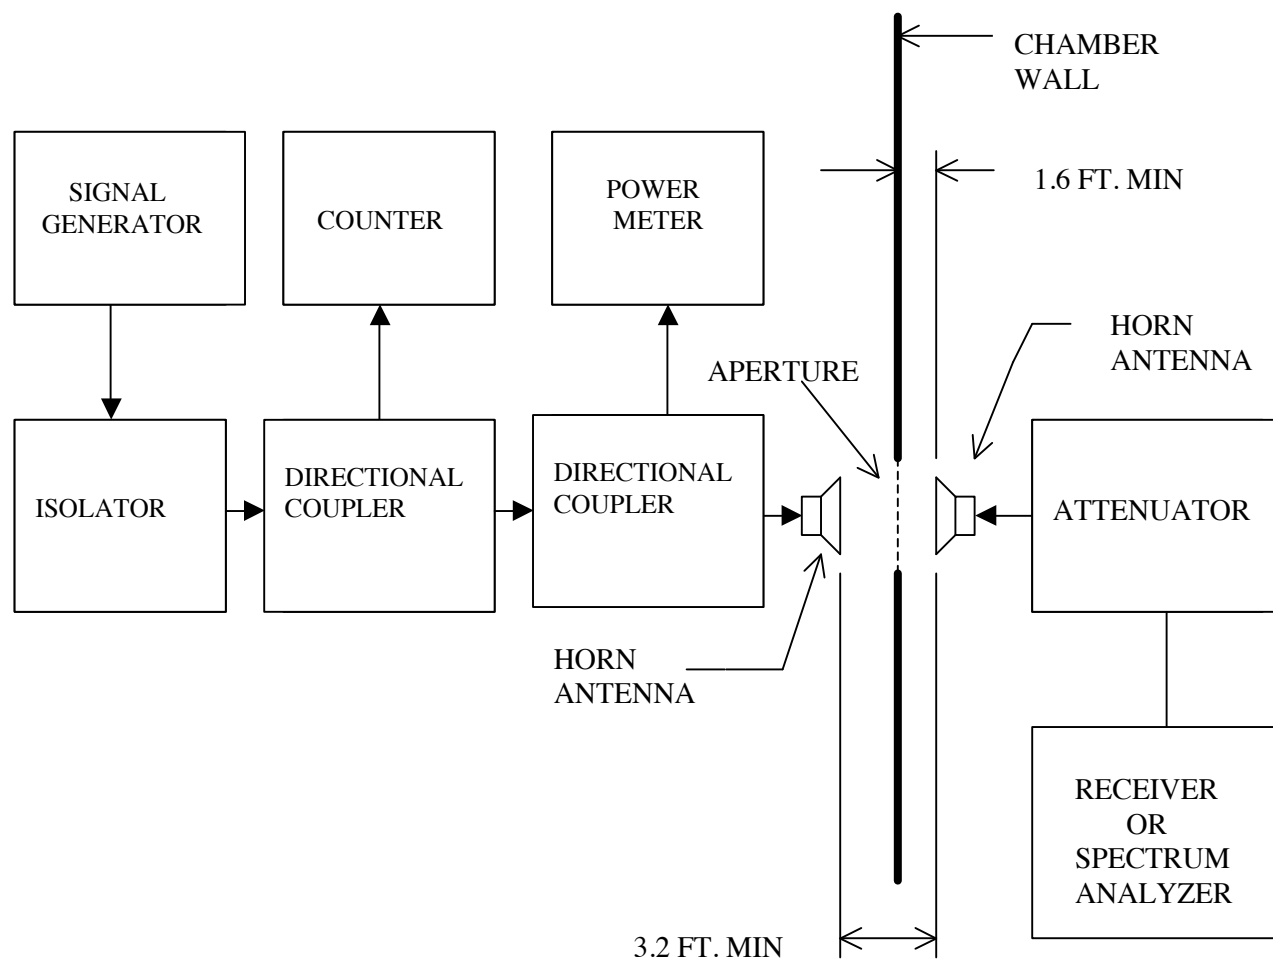 CHAMBER
WALL
SIGNAL
GENERATOR
COUNTER
POWER
METER
1.6 FT. MIN
HORN
ANTENNA
APERTURE
ISOLATOR
DIRECTIONAL
COUPLER
DIRECTIONAL
COUPLER
ATTENUATOR
HORN
ANTENNA
RECEIVER
OR
SPECTRUM
ANALYZER
3.2 FT. MIN